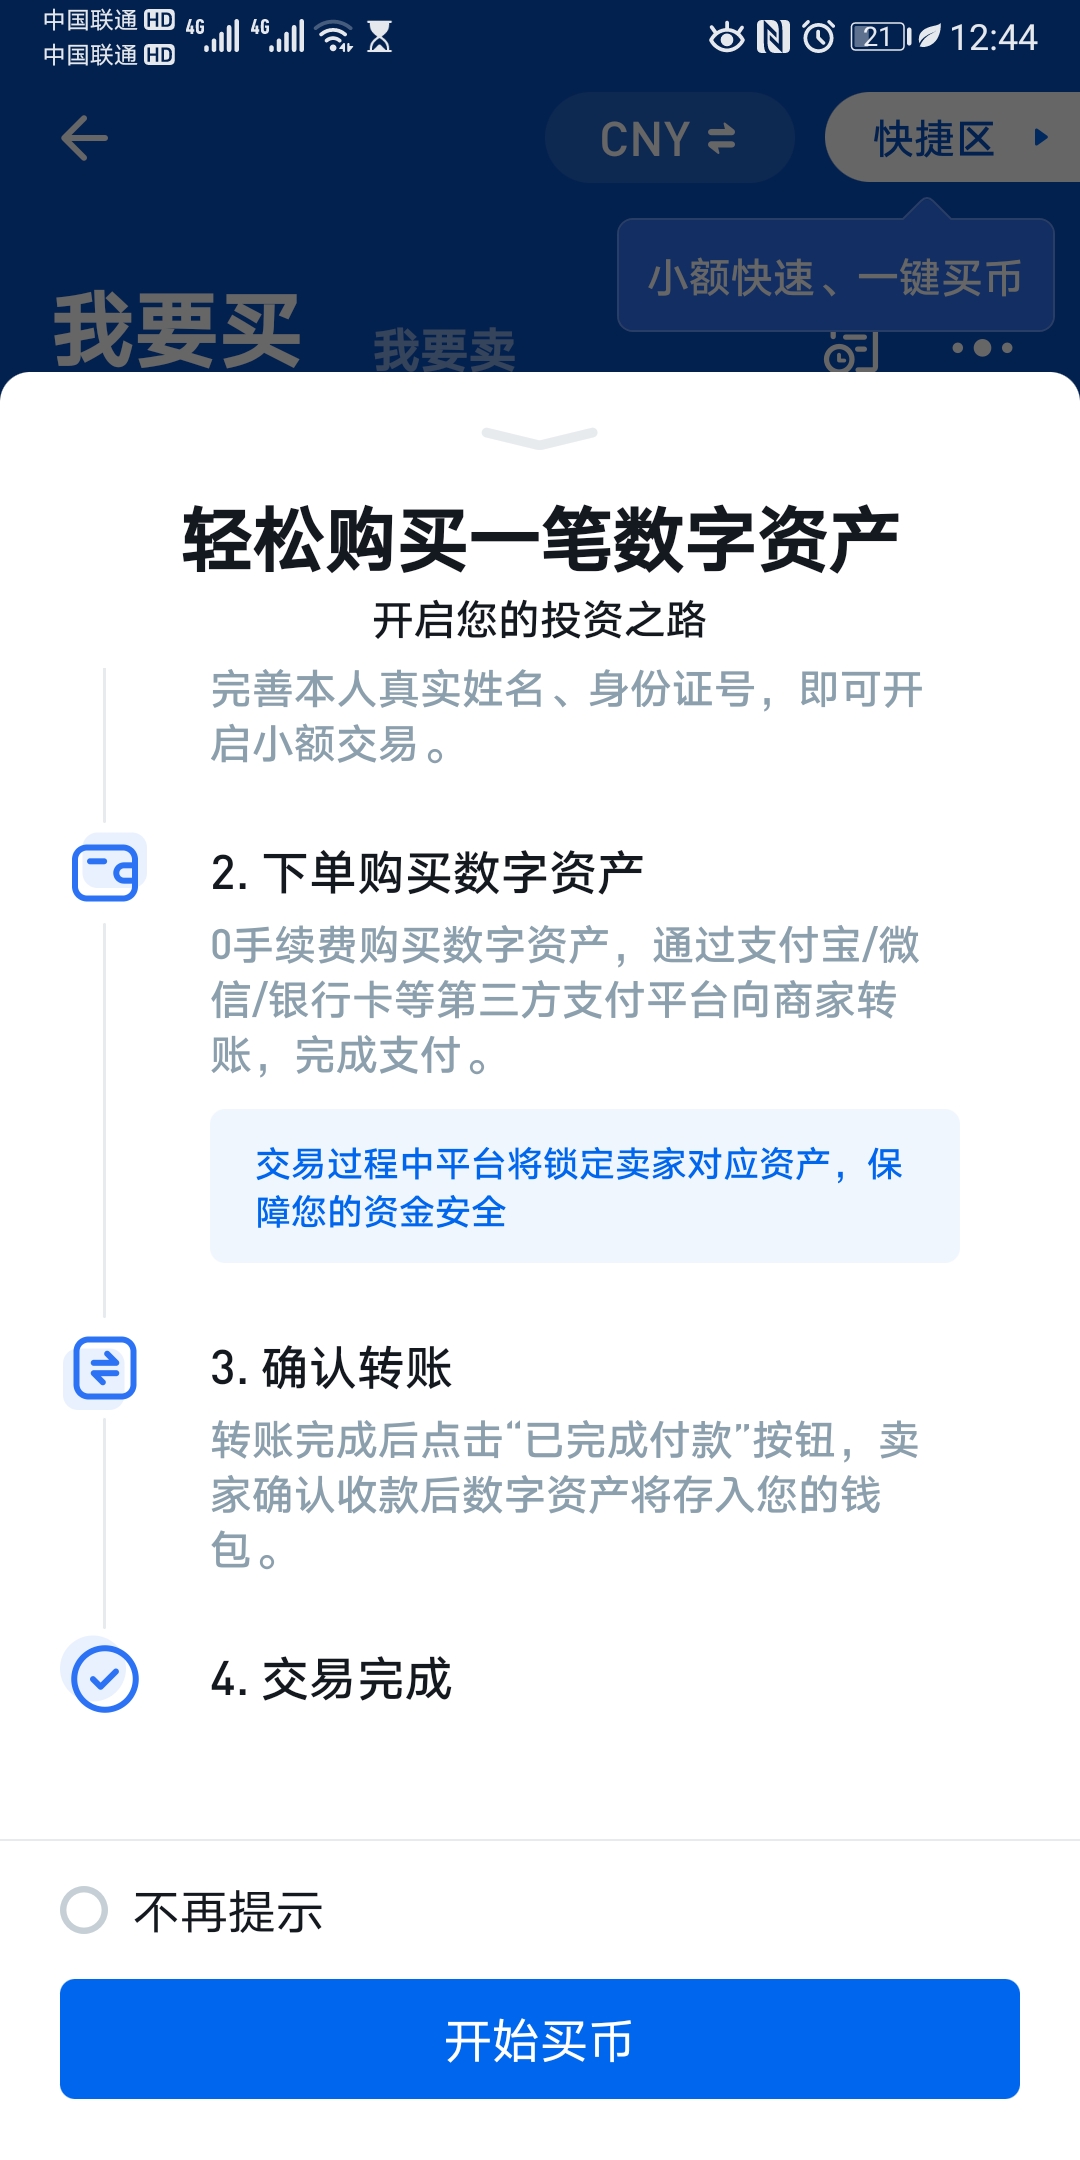 中国联通 HD 4G 4G 21 12:44
中国联通 HD
CNY 快捷区
小额快速、一键买币
我要买 我要卖
轻松购买一笔数字资产
开启您的投资之路
完善本人真实姓名、身份证号，即可开
启小额交易。
2. 下单购买数字资产
0手续费购买数字资产，通过支付宝/微
信/银行卡等第三方支付平台向商家转
账，完成支付。
交易过程中平台将锁定卖家对应资产，保
障您的资金安全
3. 确认转账
转账完成后点击“已完成付款”按钮，卖
家确认收款后数字资产将存入您的钱
包。
4. 交易完成
不再提示
开始买币